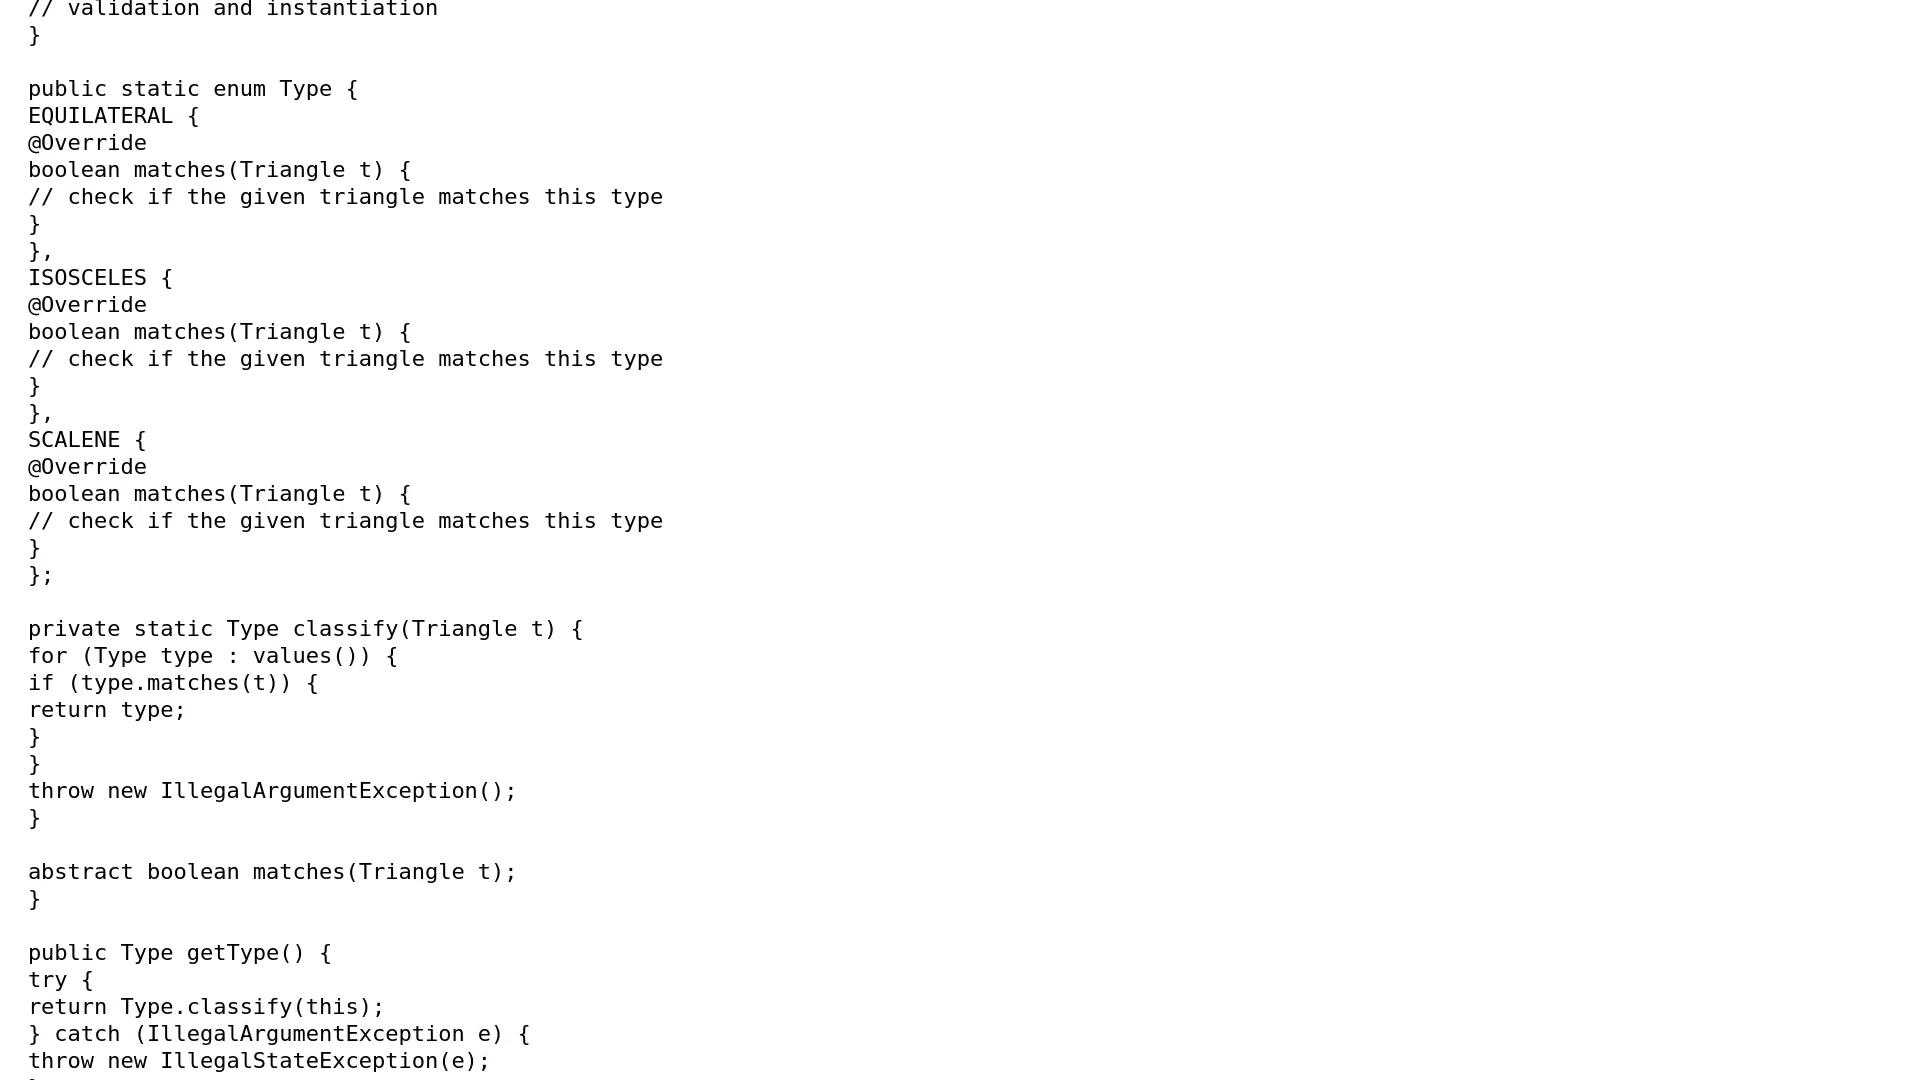 // validation and instantiation
}

public static enum Type {
EQUILATERAL {
@Override
boolean matches(Triangle t) {
// check if the given triangle matches this type
}
},
ISOSCELES {
@Override
boolean matches(Triangle t) {
// check if the given triangle matches this type
}
},
SCALENE {
@Override
boolean matches(Triangle t) {
// check if the given triangle matches this type
}
};

private static Type classify(Triangle t) {
for (Type type : values()) {
if (type.matches(t)) {
return type;
}
}
throw new IllegalArgumentException();
}

abstract boolean matches(Triangle t);
}

public Type getType() {
try {
return Type.classify(this);
} catch (IllegalArgumentException e) {
throw new IllegalStateException(e);